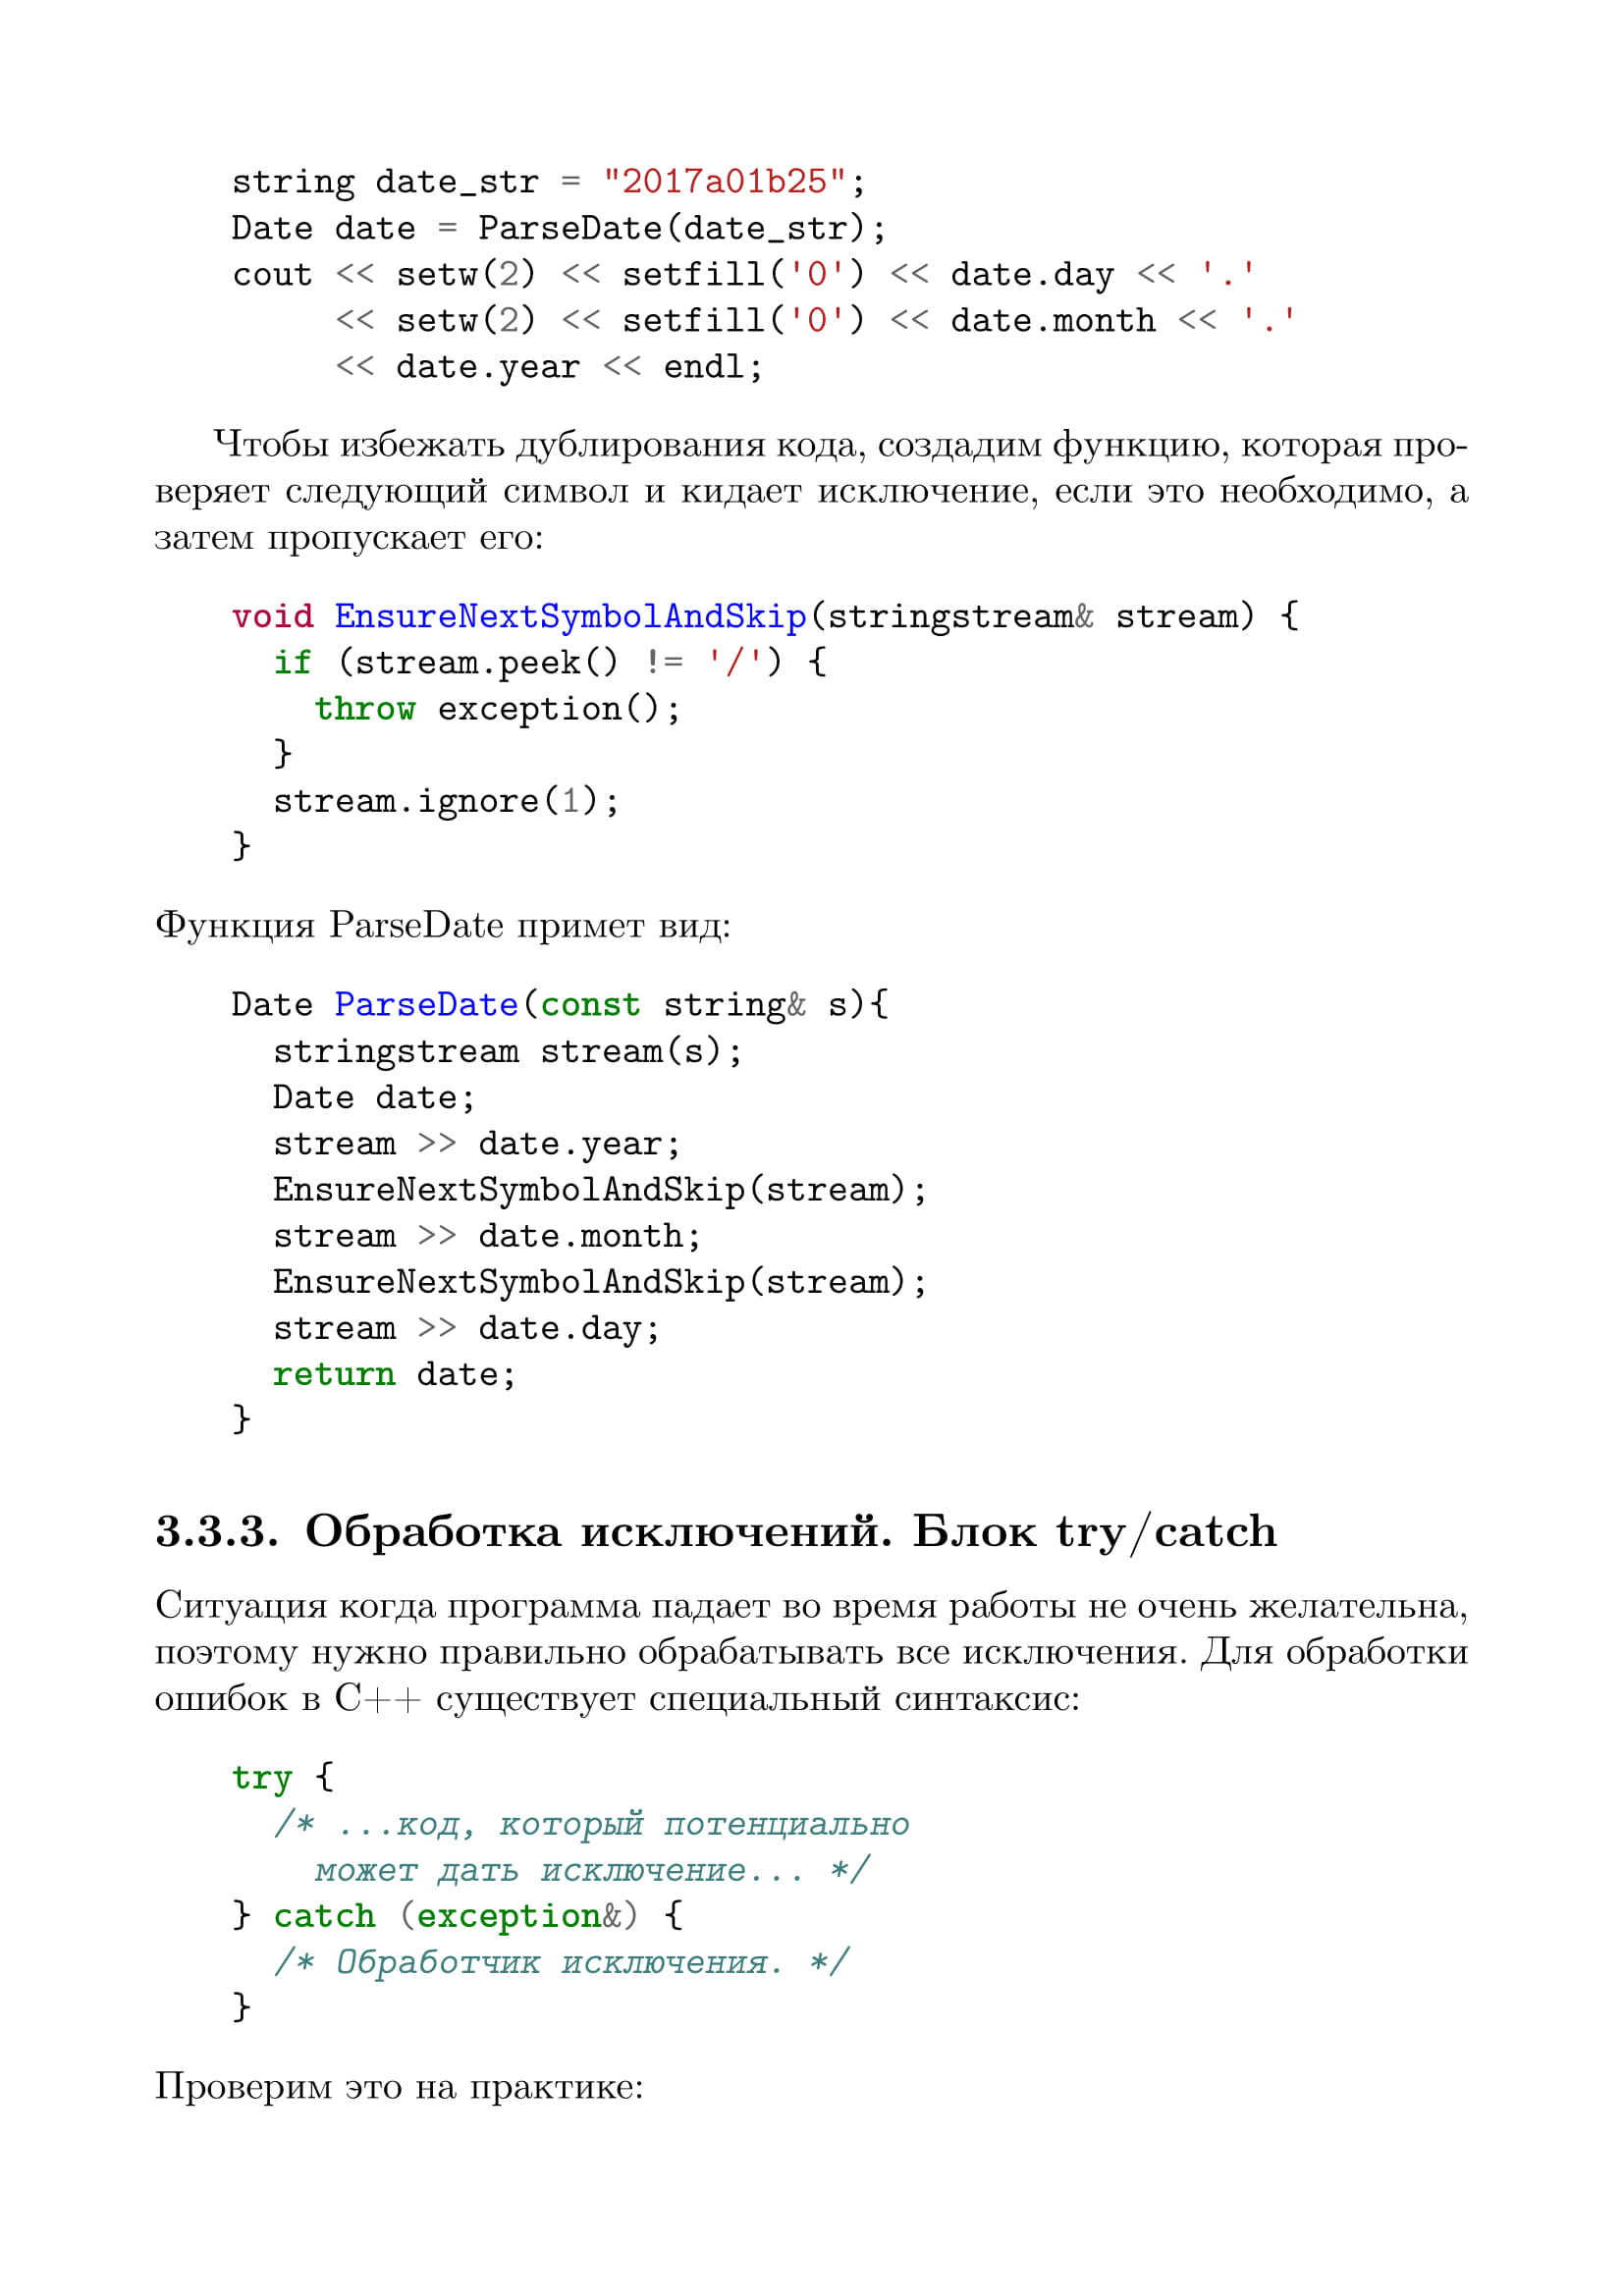 string date_str = "2017a01b25";
Date date = ParseDate(date_str);
cout << setw(2) << setfill('0') << date.day << '.'
     << setw(2) << setfill('0') << date.month << '.'
     << date.year << endl;
Чтобы избежать дублирования кода, создадим функцию, которая про-
веряет следующий символ и кидает исключение, если это необходимо, а
затем пропускает его:
void EnsureNextSymbolAndSkip(stringstream& stream) {
  if (stream.peek() != '/') {
    throw exception();
  }
  stream.ignore(1);
}
Функция ParseDate примет вид:
Date ParseDate(const string& s){
  stringstream stream(s);
  Date date;
  stream >> date.year;
  EnsureNextSymbolAndSkip(stream);
  stream >> date.month;
  EnsureNextSymbolAndSkip(stream);
  stream >> date.day;
  return date;
}
3.3.3. Обработка исключений. Блок try/catch
Ситуация когда программа падает во время работы не очень желательна,
поэтому нужно правильно обрабатывать все исключения. Для обработки
ошибок в C++ существует специальный синтаксис:
try {
  /* ...код, который потенциально
    может дать исключение... */
} catch (exception&) {
  /* Обработчик исключения. */
}
Проверим это на практике: